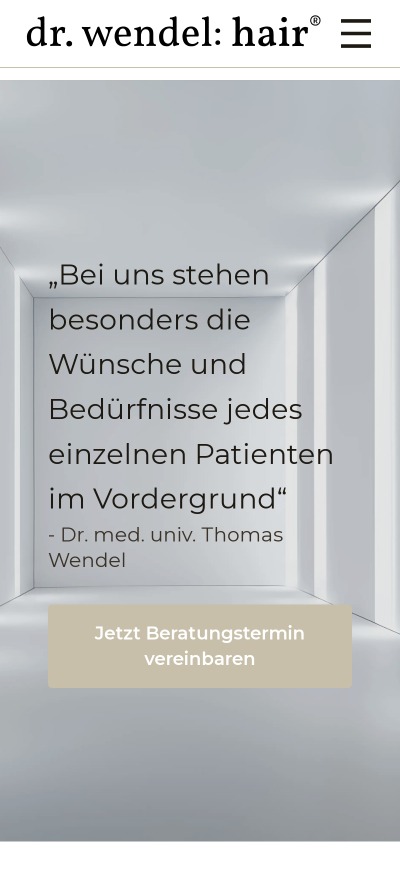 dr. wendel: hair®
„Bei uns stehen
besonders die
Wünsche und
Bedürfnisse jedes
einzelnen Patienten
im Vordergrund“
- Dr. med. univ. Thomas
Wendel
Jetzt Beratungstermin
vereinbaren